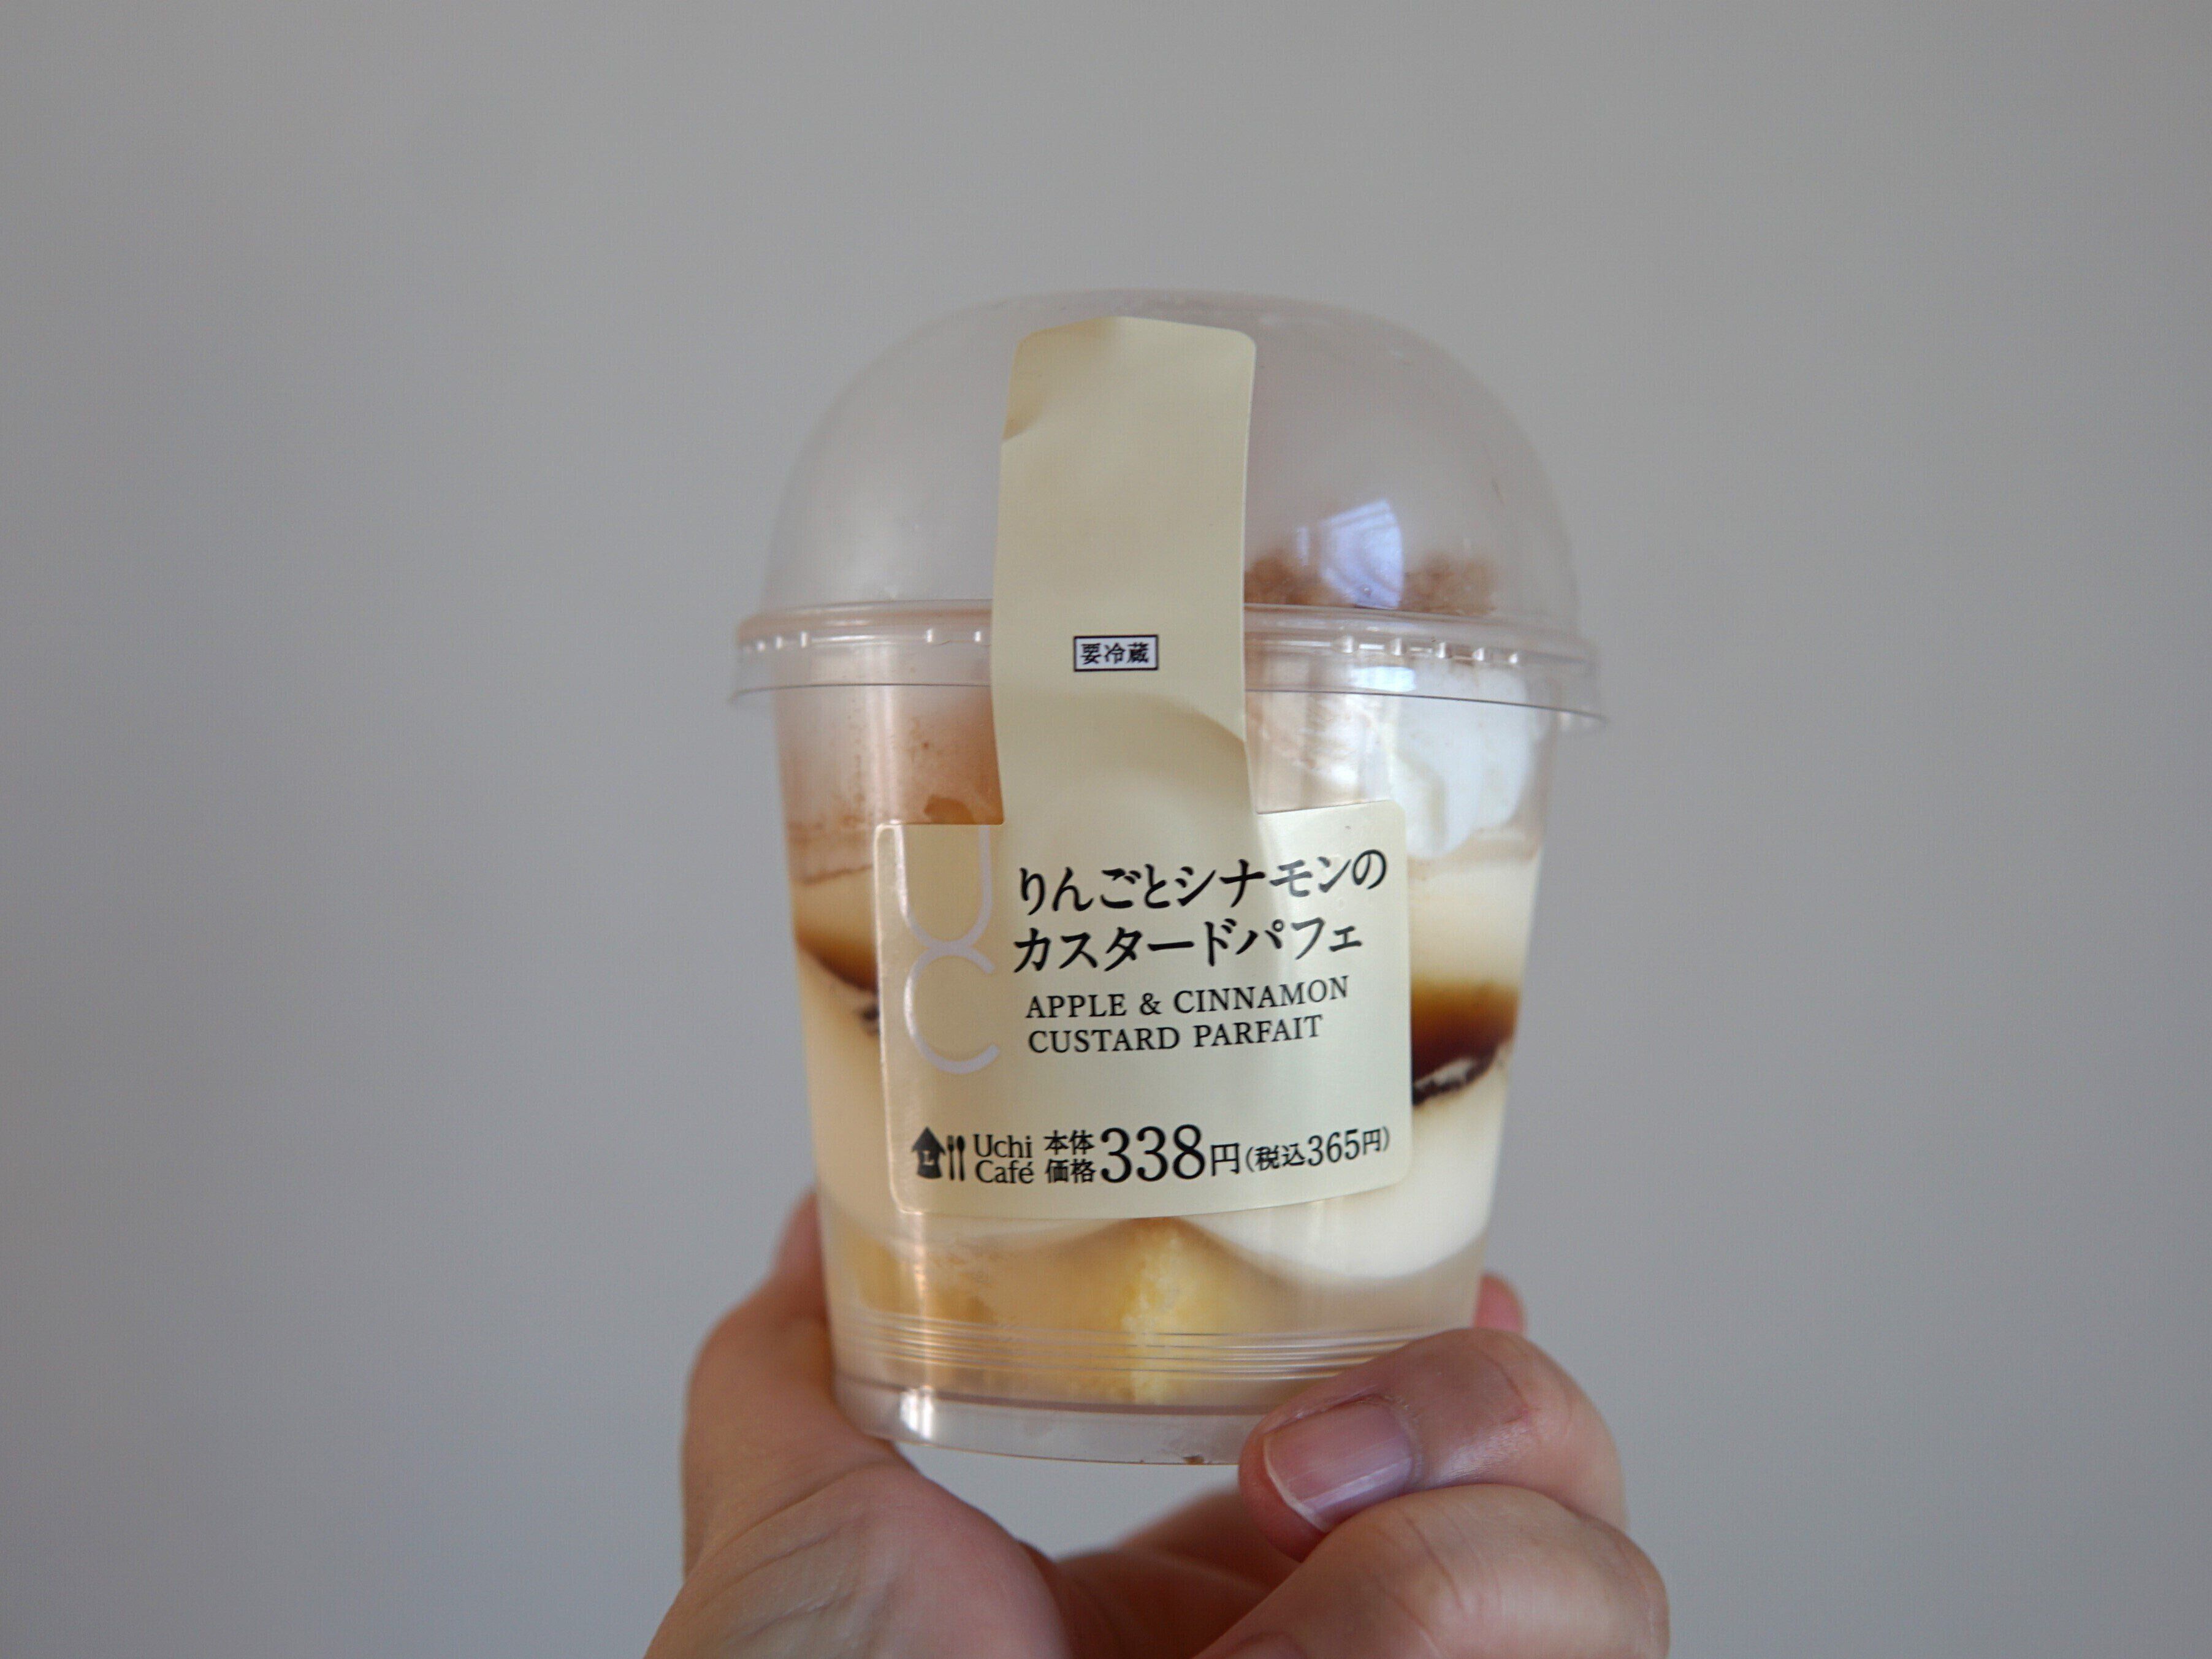 要冷蔵
UC
りんごとシナモンの
カスタードパフェ
APPLE & CINNAMON
CUSTARD PARFAIT
L Uchi Café 本体価格338円(税込365円)